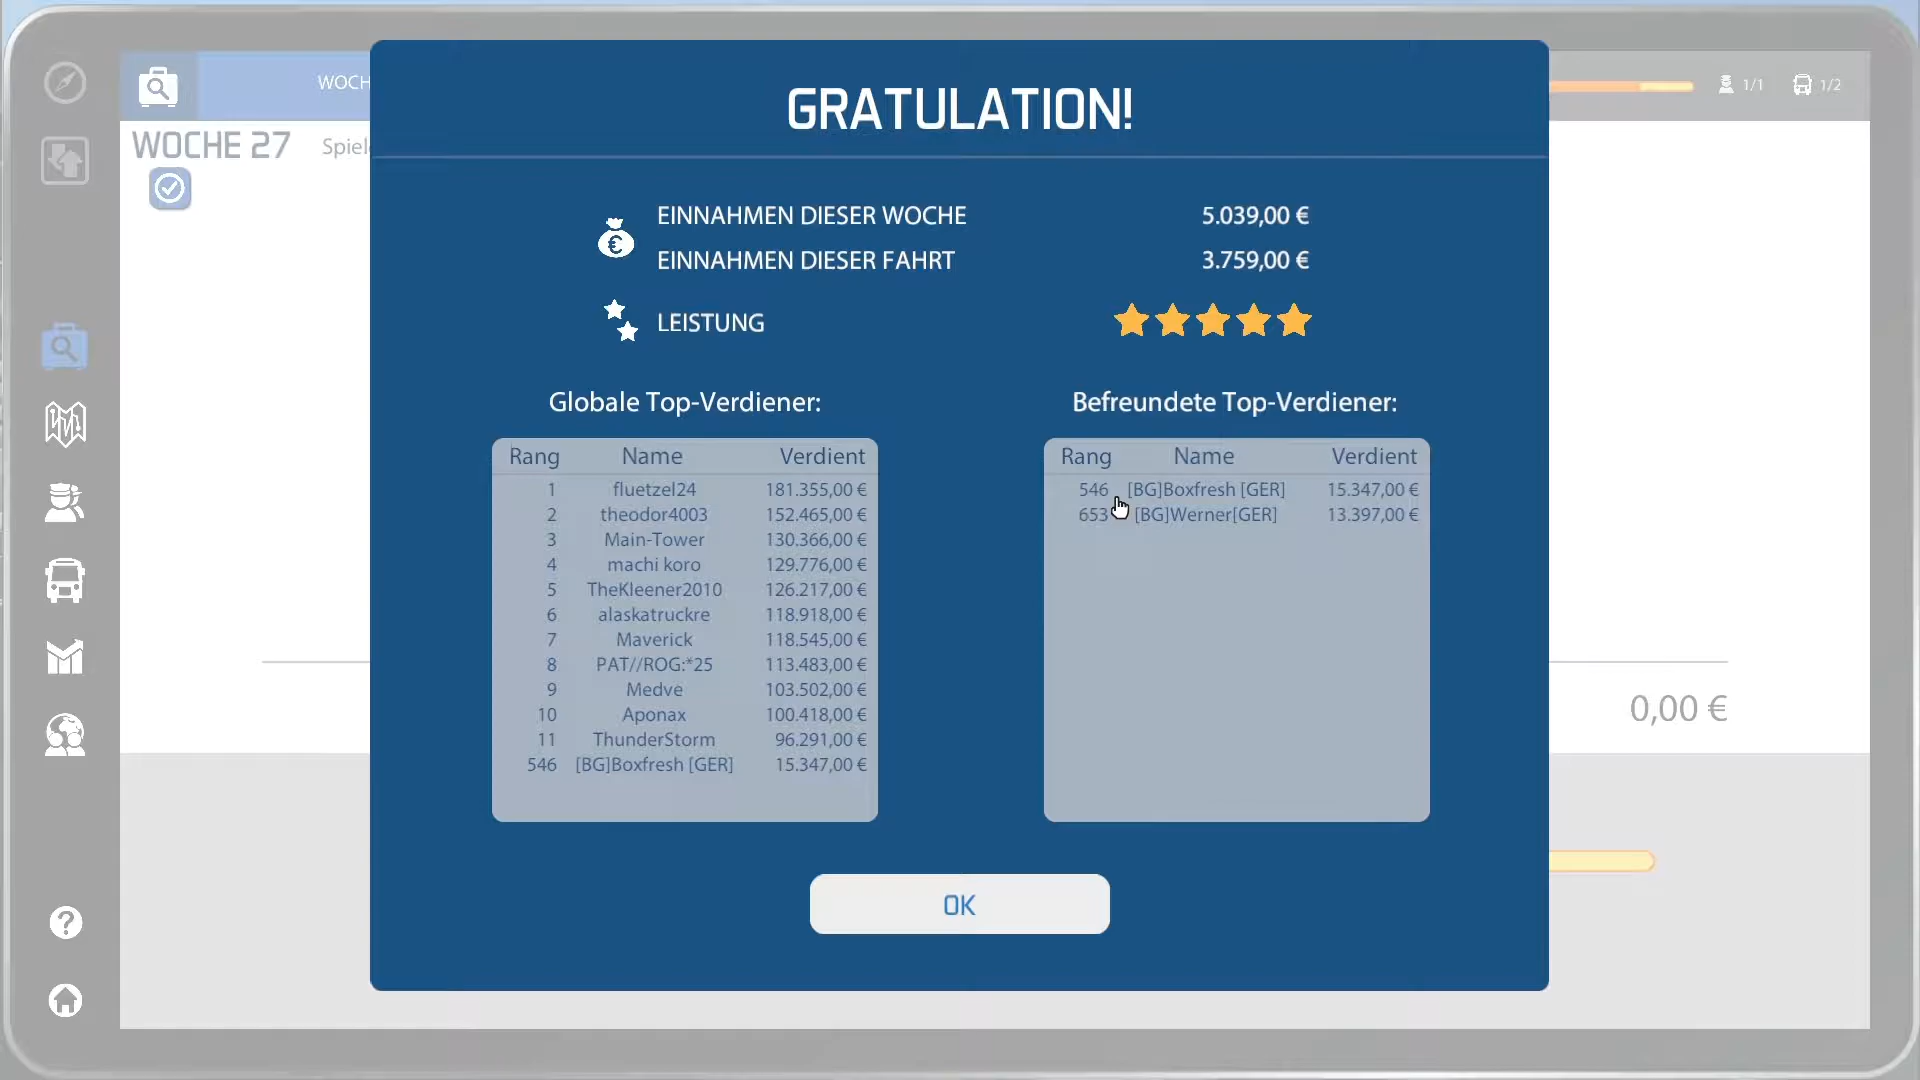 GRATULATION!
WOCH
1/1
1/2
WOCHE 27
Spiel
EINNAHMEN DIESER WOCHE 5.039,00 €
EINNAHMEN DIESER FAHRT 3.759,00 €
LEISTUNG
Globale Top-Verdiener:
Rang Name Verdient
1 fluetzel24 181.355,00 €
2 theodor4003 152.465,00 €
3 Main-Tower 130.366,00 €
4 machi koro 129.776,00 €
5 TheKleener2010 126.217,00 €
6 alaskatruckre 118.918,00 €
7 Maverick 118.545,00 €
8 PAT//ROG:*25 113.483,00 €
9 Medve 103.502,00 €
10 Aponax 100.418,00 €
11 ThunderStorm 96.291,00 €
546 [BG]Boxfresh [GER] 15.347,00 €
Befreundete Top-Verdiener:
Rang Name Verdient
546 [BG]Boxfresh [GER] 15.347,00 €
653 [BG]Werner[GER] 13.397,00 €
0,00 €
OK